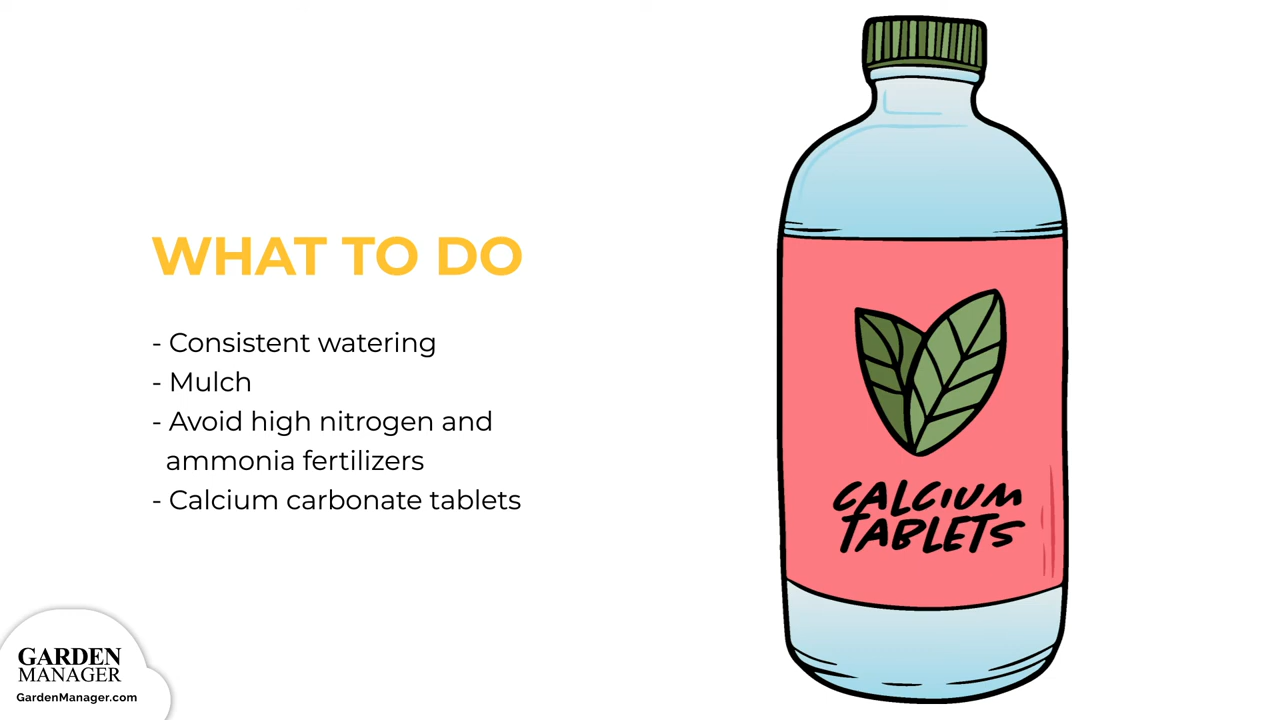 WHAT TO DO
- Consistent watering
- Mulch
- Avoid high nitrogen and
ammonia fertilizers
- Calcium carbonate tablets
CALCIUM
TABLETS
GARDEN
MANAGER
GardenManager.com